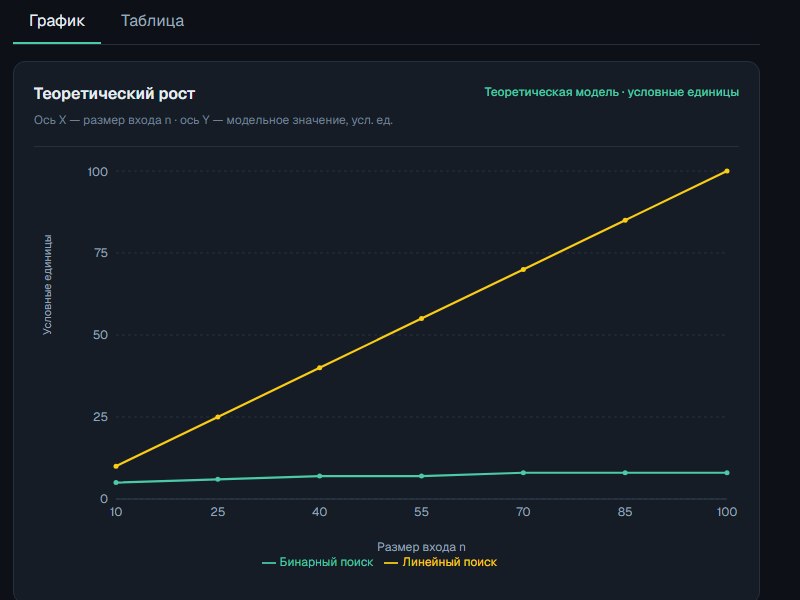 График Таблица
Теоретический рост
Теоретическая модель · условные единицы
Ось X — размер входа n · ось Y — модельное значение, усл. ед.
Условные единицы
100
75
50
25
0
10 25 40 55 70 85 100
Размер входа n
Бинарный поиск Линейный поиск